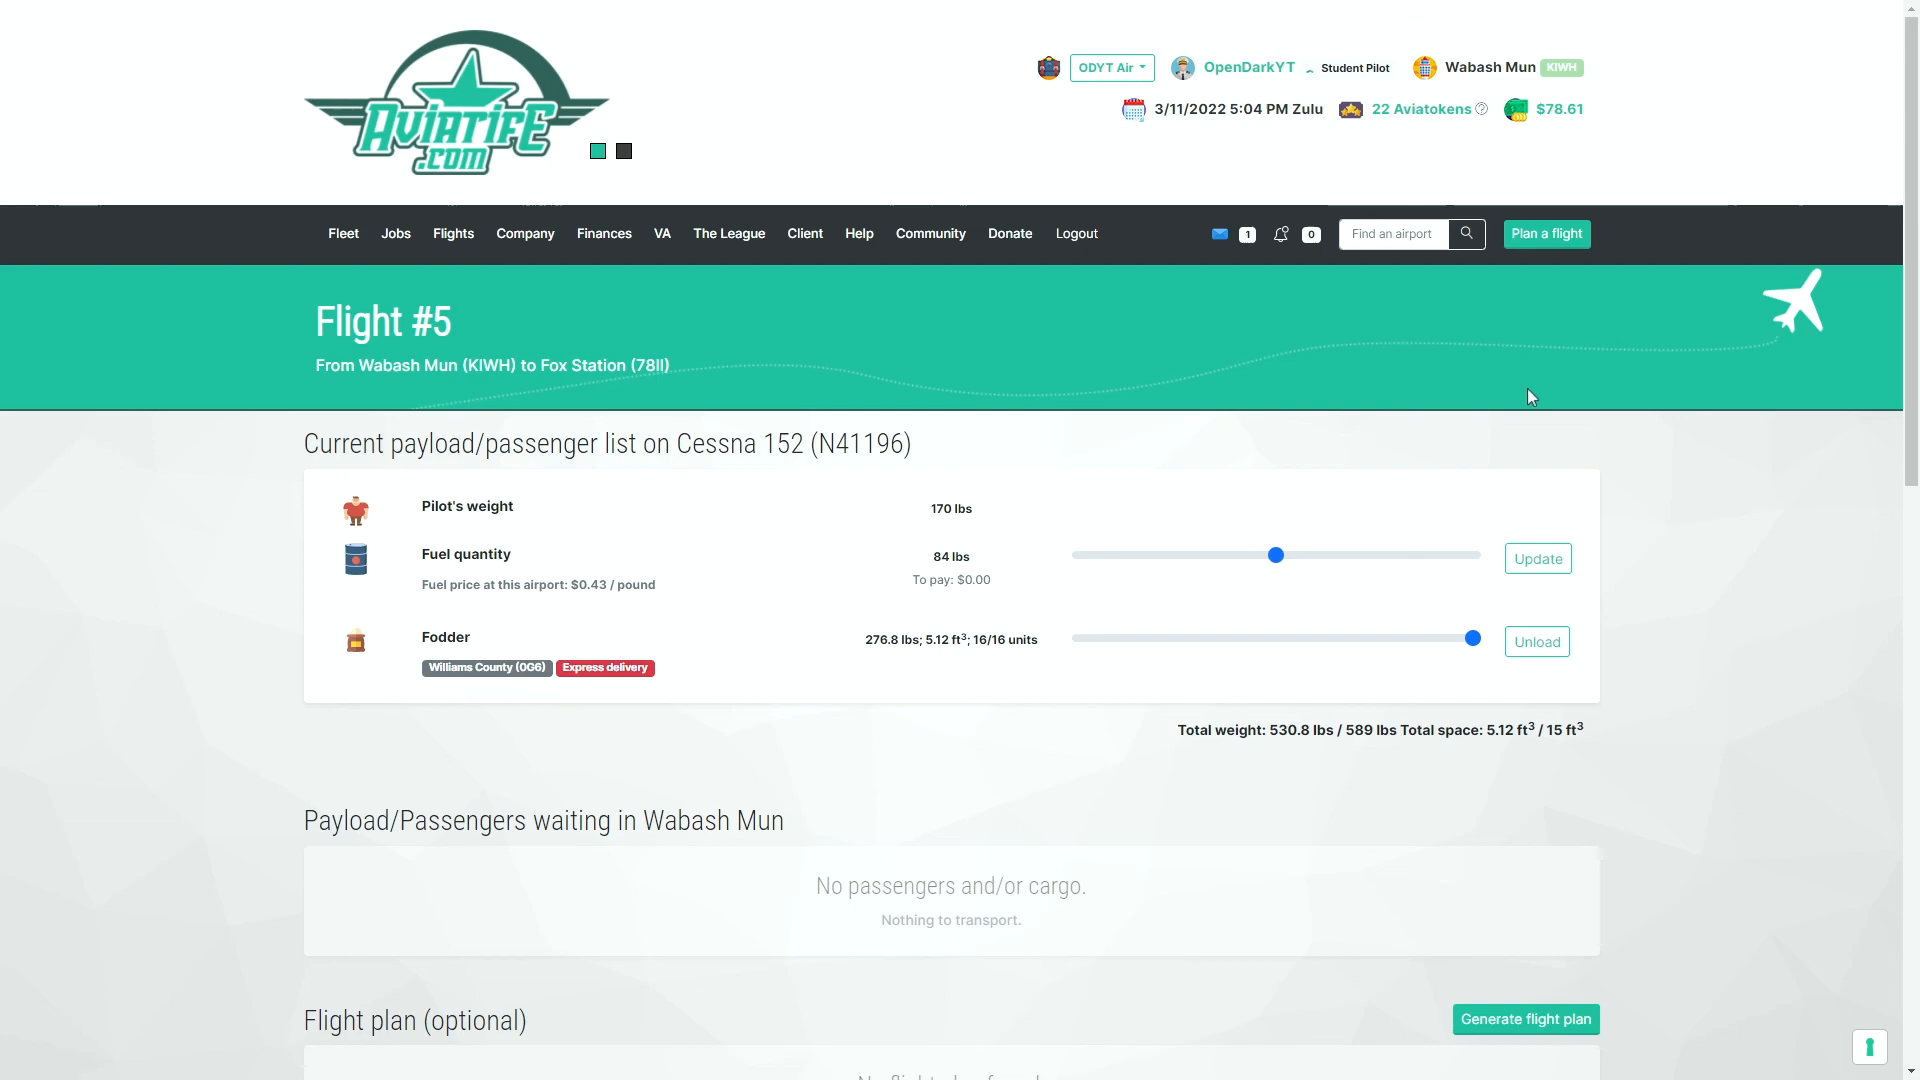 AVIATIFE
.COM
ODYT Air
OpenDarkYT
Student Pilot
Wabash Mun
KIWH
3/11/2022 5:04 PM Zulu
22 Aviatokens
$78.61
Fleet
Jobs
Flights
Company
Finances
VA
The League
Client
Help
Community
Donate
Logout
1
0
Find an airport
Plan a flight
Flight #5
From Wabash Mun (KIWH) to Fox Station (78II)
Current payload/passenger list on Cessna 152 (N41196)
Pilot's weight
170 lbs
Fuel quantity
84 lbs
Update
Fuel price at this airport: $0.43 / pound
To pay: $0.00
Fodder
276.8 lbs; 5.12 ft³; 16/16 units
Unload
Williams County (0G6)
Express delivery
Total weight: 530.8 lbs / 589 lbs Total space: 5.12 ft³ / 15 ft³
Payload/Passengers waiting in Wabash Mun
No passengers and/or cargo.
Nothing to transport.
Flight plan (optional)
Generate flight plan